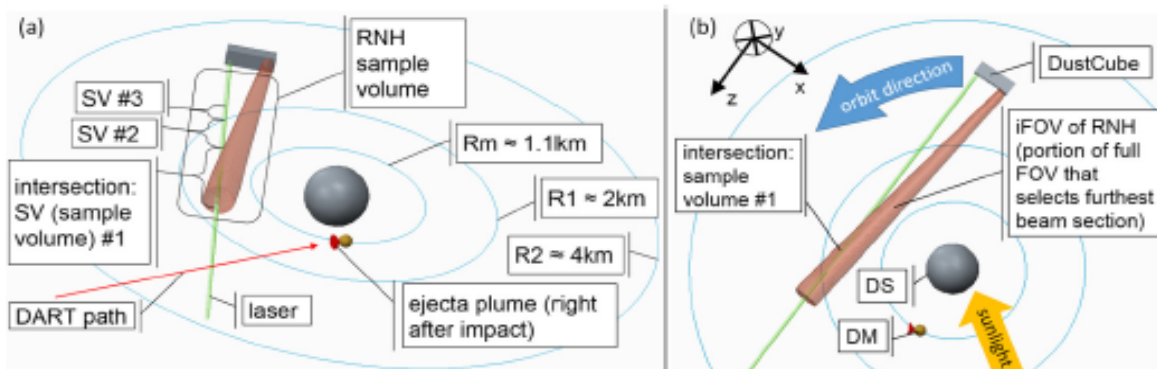 (a)
RNH
sample
volume
SV #3
SV #2
Rm ≈ 1.1km
intersection:
SV (sample
volume) #1
R1 ≈ 2km
R2 ≈ 4km
DART path
laser
ejecta plume (right
after impact)
(b)
y
x
z
orbit direction
DustCube
intersection:
sample
volume #1
iFOV of RNH
(portion of full
FOV that
selects furthest
beam section)
DS
DM
sunlight